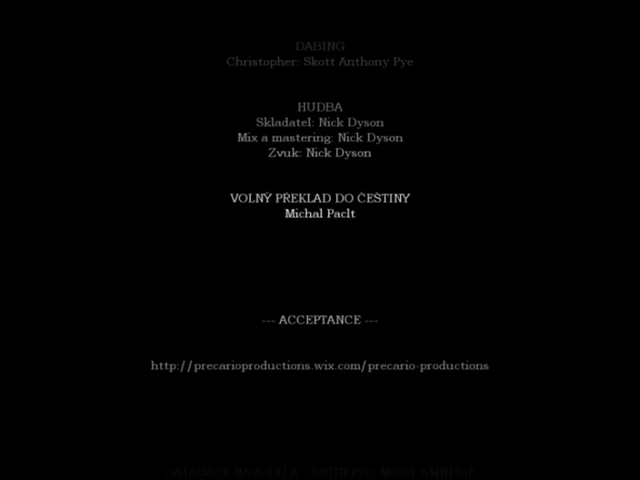 DABING
Christopher: Skott Anthony Pye
HUDBA
Skladatel: Nick Dyson
Mix a mastering: Nick Dyson
Zvuk: Nick Dyson
VOLNÝ PŘEKLAD DO ČEŠTINY
Michal Paclt
--- ACCEPTANCE ---
http://precarioproductions.wix.com/precario-productions